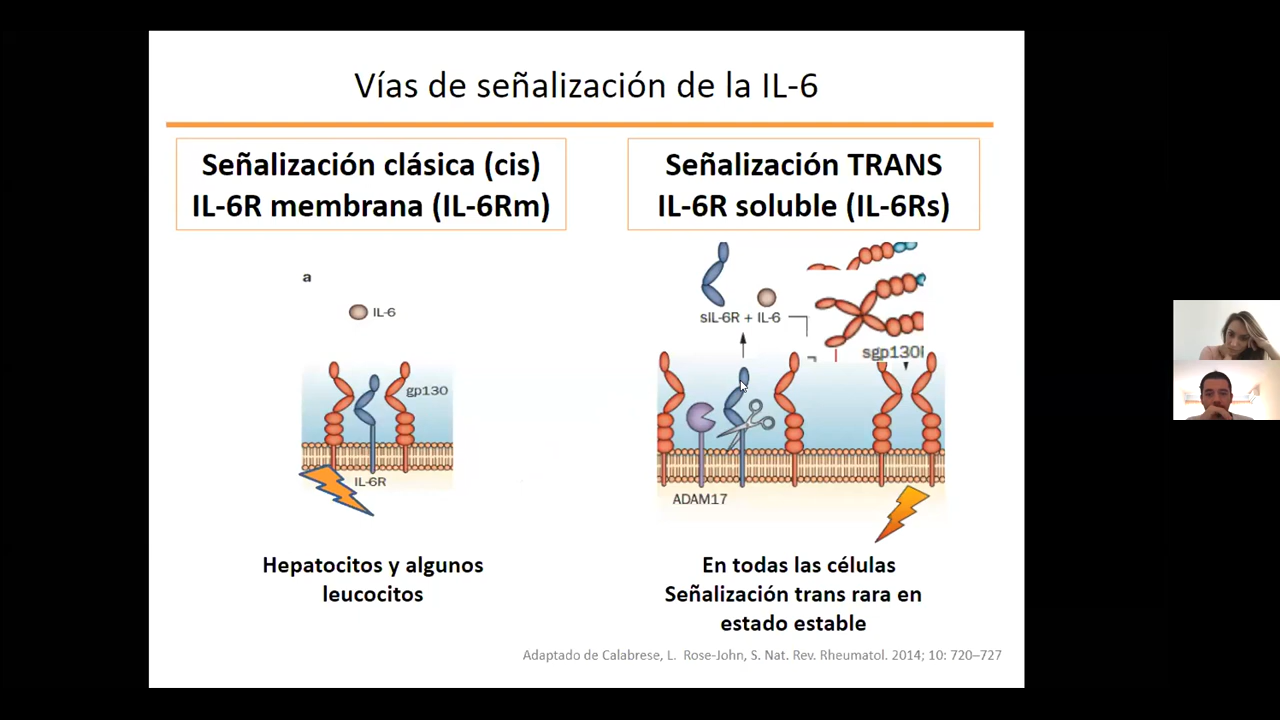 Vías de señalización de la IL-6
Señalización clásica (cis)
IL-6R membrana (IL-6Rm)
Señalización TRANS
IL-6R soluble (IL-6Rs)
a
IL-6
gp130
IL-6R
sIL-6R + IL-6
sgp130
ADAM17
Hepatocitos y algunos
leucocitos
En todas las células
Señalización trans rara en
estado estable
Adaptado de Calabrese, L. Rose-John, S. Nat. Rev. Rheumatol. 2014; 10: 720–727